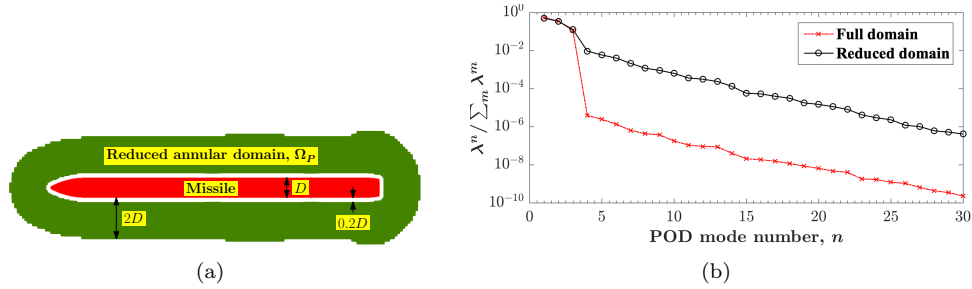 Reduced annular domain, Ω_P
Missile
D
2D
0.2D
(a)
λ^n / ∑_m λ^m
10^0
10^-2
10^-4
10^-6
10^-8
10^-10
Full domain
Reduced domain
0 5 10 15 20 25 30
POD mode number, n
(b)